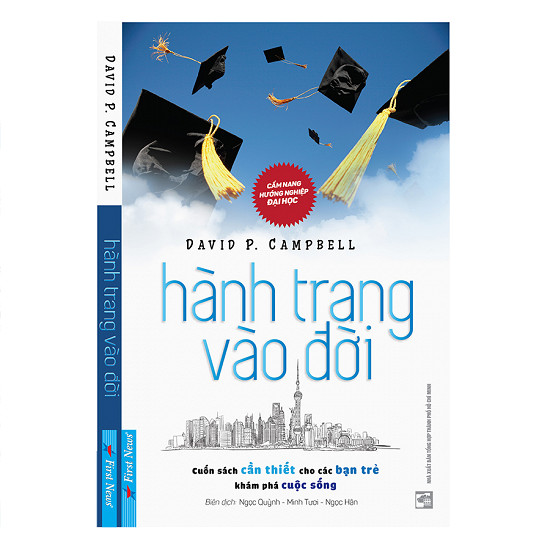 DAVID P. CAMPBELL
hành trang vào đời
First News
First News
CẨM NANG
HƯỚNG NGHIỆP
ĐẠI HỌC
DAVID P. CAMPBELL
hành trang
vào đời
Cuốn sách cần thiết cho các bạn trẻ
khám phá cuộc sống
Biên dịch: Ngọc Quỳnh - Minh Tươi - Ngọc Hân
NHÀ XUẤT BẢN TỔNG HỢP THÀNH PHỐ HỒ CHÍ MINH